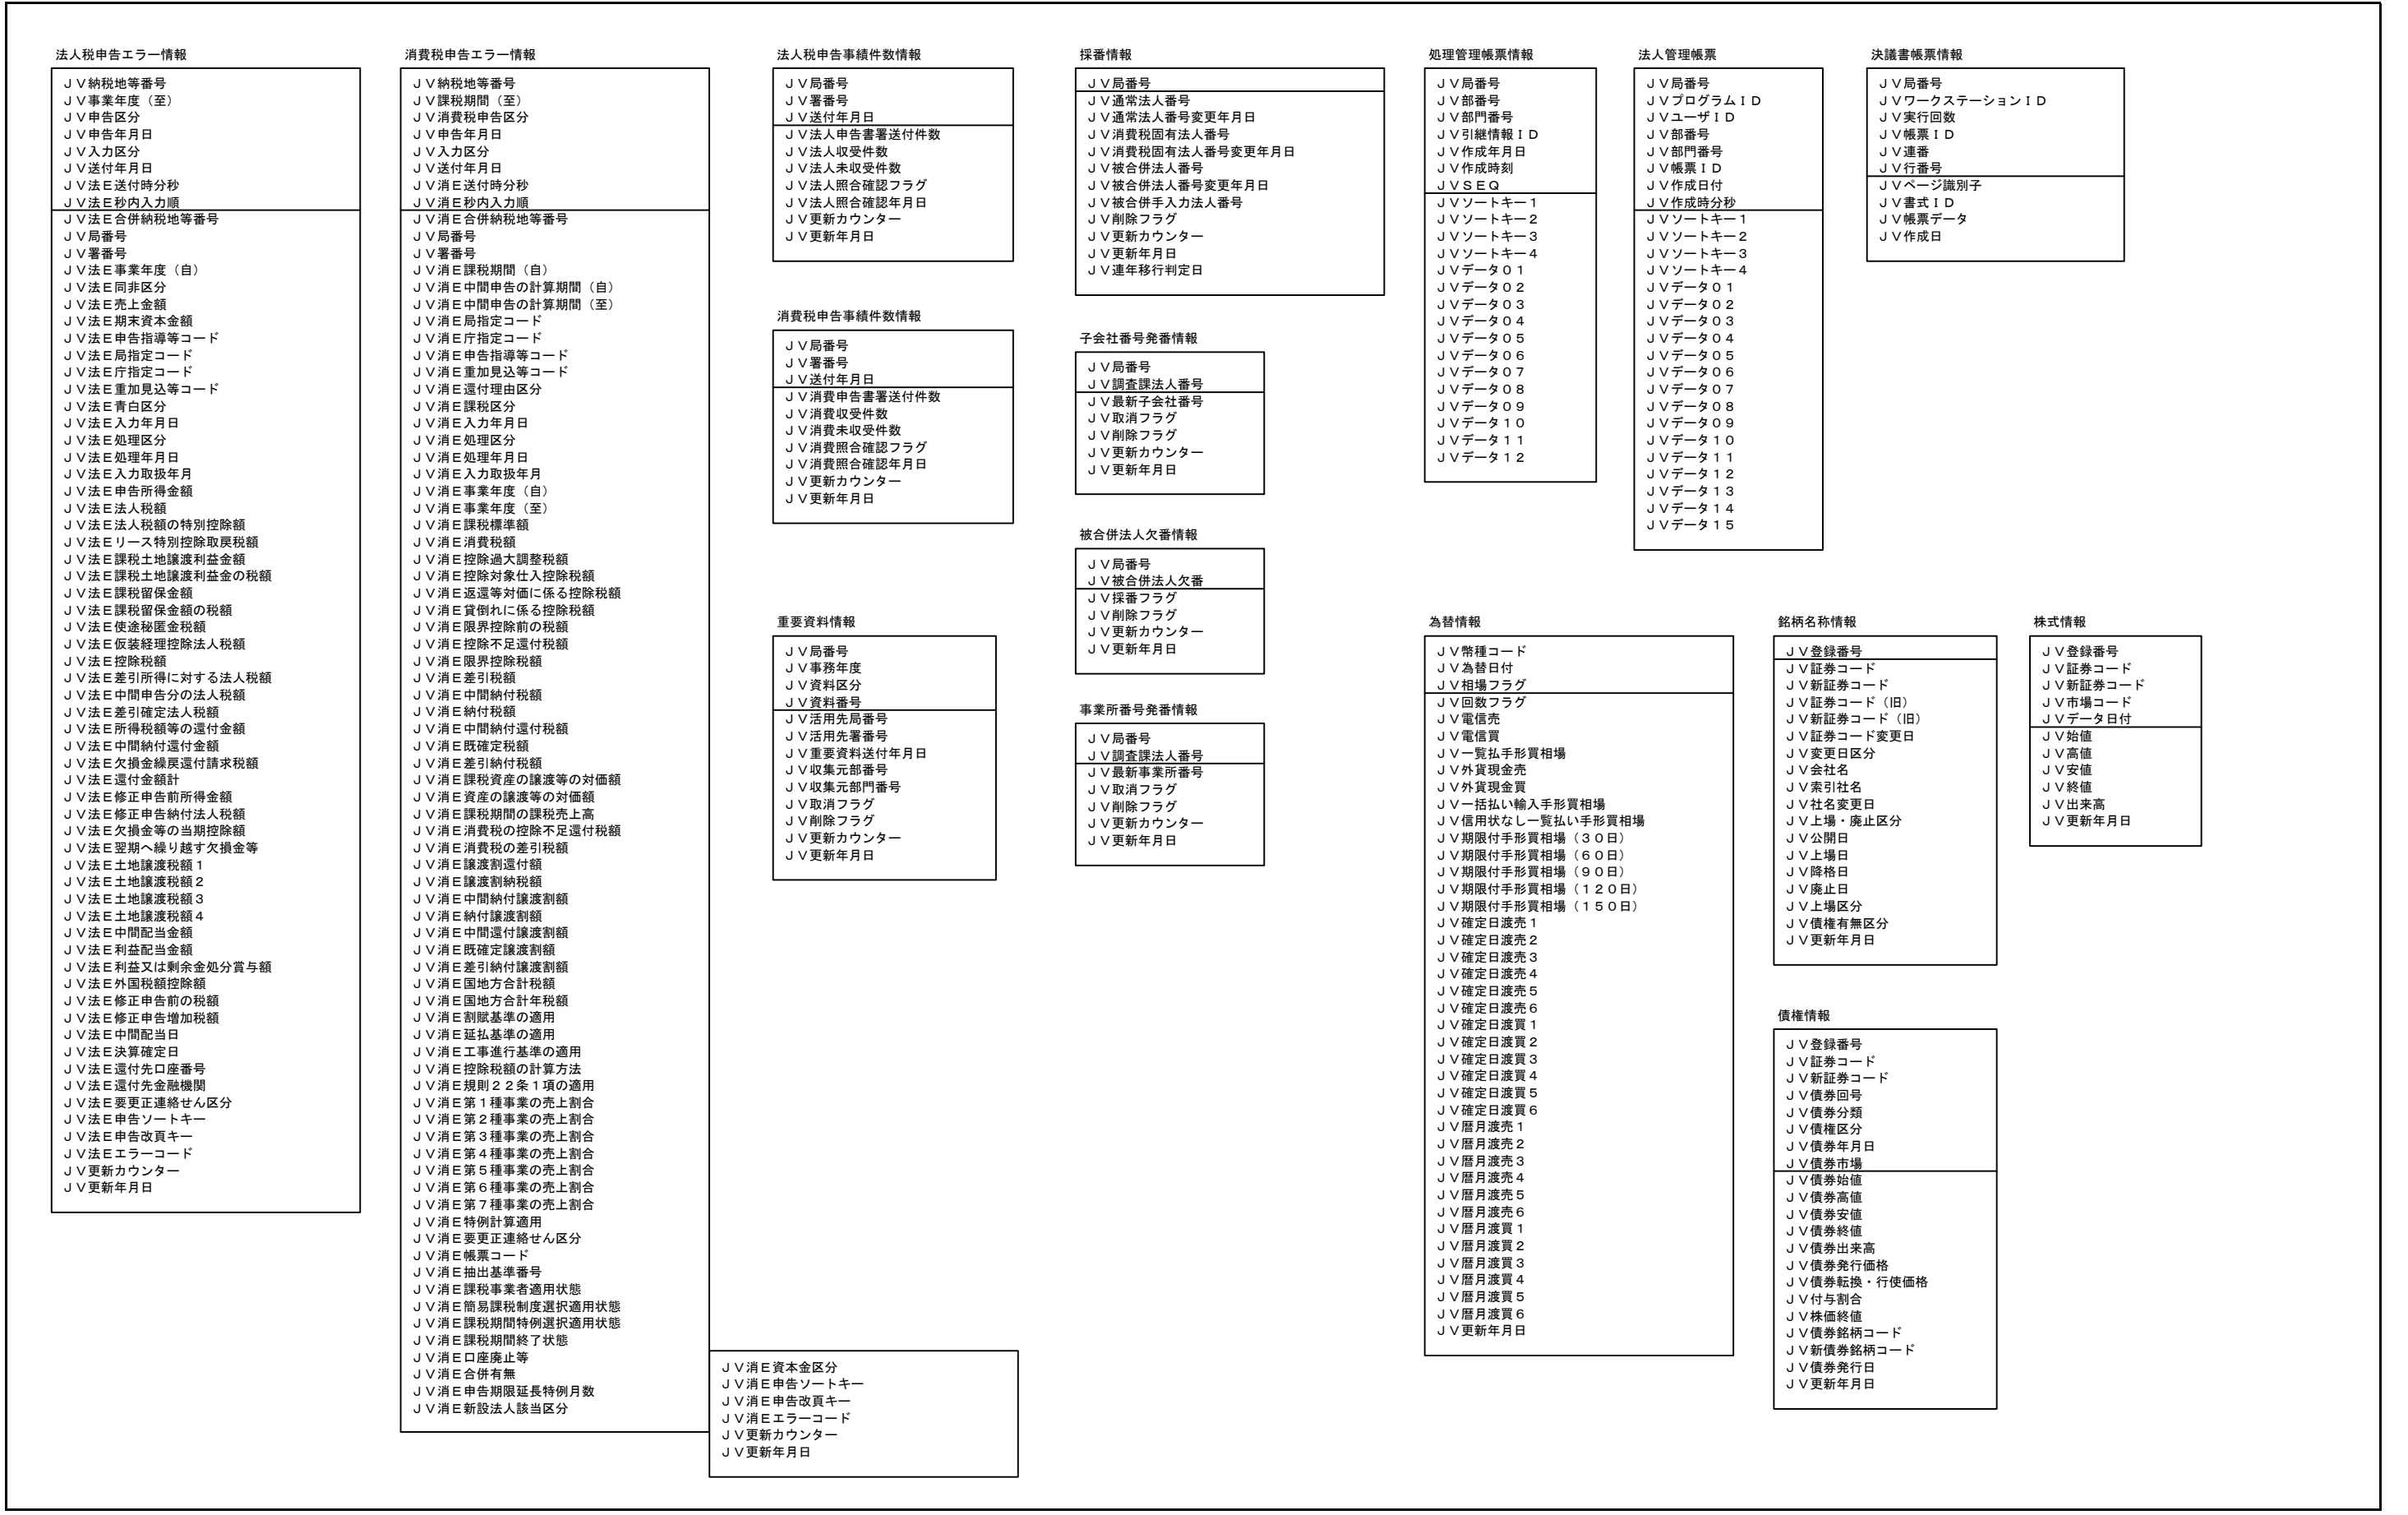 法人税申告エラー情報
ＪＶ納税地等番号
ＪＶ事業年度（至）
ＪＶ申告区分
ＪＶ申告年月日
ＪＶ入力区分
ＪＶ送付年月日
ＪＶ法Ｅ送付時分秒
ＪＶ法Ｅ秒内入力順
ＪＶ法Ｅ合併納税地等番号
ＪＶ局番号
ＪＶ署番号
ＪＶ法Ｅ事業年度（自）
ＪＶ法Ｅ同非区分
ＪＶ法Ｅ売上金額
ＪＶ法Ｅ期末資本金額
ＪＶ法Ｅ申告指導等コード
ＪＶ法Ｅ局指定コード
ＪＶ法Ｅ庁指定コード
ＪＶ法Ｅ重加見込等コード
ＪＶ法Ｅ青白区分
ＪＶ法Ｅ入力年月日
ＪＶ法Ｅ処理区分
ＪＶ法Ｅ処理年月日
ＪＶ法Ｅ入力取扱年月
ＪＶ法Ｅ申告所得金額
ＪＶ法Ｅ法人税額
ＪＶ法Ｅ法人税額の特別控除額
ＪＶ法Ｅリース特別控除取戻税額
ＪＶ法Ｅ課税土地譲渡利益金額
ＪＶ法Ｅ課税土地譲渡利益金の税額
ＪＶ法Ｅ課税留保金額
ＪＶ法Ｅ課税留保金額の税額
ＪＶ法Ｅ使途秘匿金税額
ＪＶ法Ｅ仮装経理控除法人税額
ＪＶ法Ｅ控除税額
ＪＶ法Ｅ差引所得に対する法人税額
ＪＶ法Ｅ中間申告分の法人税額
ＪＶ法Ｅ差引確定法人税額
ＪＶ法Ｅ所得税額等の還付金額
ＪＶ法Ｅ中間納付還付金額
ＪＶ法Ｅ欠損金繰戻還付請求税額
ＪＶ法Ｅ還付金額計
ＪＶ法Ｅ修正申告前所得金額
ＪＶ法Ｅ修正申告納付法人税額
ＪＶ法Ｅ欠損金等の当期控除額
ＪＶ法Ｅ翌期へ繰り越す欠損金等
ＪＶ法Ｅ土地譲渡税額１
ＪＶ法Ｅ土地譲渡税額２
ＪＶ法Ｅ土地譲渡税額３
ＪＶ法Ｅ土地譲渡税額４
ＪＶ法Ｅ中間配当金額
ＪＶ法Ｅ利益配当金額
ＪＶ法Ｅ利益又は剰余金処分賞与額
ＪＶ法Ｅ外国税額控除額
ＪＶ法Ｅ修正申告前の税額
ＪＶ法Ｅ修正申告増加税額
ＪＶ法Ｅ中間配当日
ＪＶ法Ｅ決算確定日
ＪＶ法Ｅ還付先口座番号
ＪＶ法Ｅ還付先金融機関
ＪＶ法Ｅ要更正連絡せん区分
ＪＶ法Ｅ申告ソートキー
ＪＶ法Ｅ申告改頁キー
ＪＶ法Ｅエラーコード
ＪＶ更新カウンター
ＪＶ更新年月日
消費税申告エラー情報
ＪＶ納税地等番号
ＪＶ課税期間（至）
ＪＶ消費税申告区分
ＪＶ申告年月日
ＪＶ入力区分
ＪＶ送付年月日
ＪＶ消Ｅ送付時分秒
ＪＶ消Ｅ秒内入力順
ＪＶ消Ｅ合併納税地等番号
ＪＶ局番号
ＪＶ署番号
ＪＶ消Ｅ課税期間（自）
ＪＶ消Ｅ中間申告の計算期間（自）
ＪＶ消Ｅ中間申告の計算期間（至）
ＪＶ消Ｅ局指定コード
ＪＶ消Ｅ庁指定コード
ＪＶ消Ｅ申告指導等コード
ＪＶ消Ｅ重加見込等コード
ＪＶ消Ｅ還付理由区分
ＪＶ消Ｅ課税区分
ＪＶ消Ｅ入力年月日
ＪＶ消Ｅ処理区分
ＪＶ消Ｅ処理年月日
ＪＶ消Ｅ入力取扱年月
ＪＶ消Ｅ事業年度（自）
ＪＶ消Ｅ事業年度（至）
ＪＶ消Ｅ課税標準額
ＪＶ消Ｅ消費税額
ＪＶ消Ｅ控除過大調整税額
ＪＶ消Ｅ控除対象仕入控除税額
ＪＶ消Ｅ返還等対価に係る控除税額
ＪＶ消Ｅ貸倒れに係る控除税額
ＪＶ消Ｅ限界控除前の税額
ＪＶ消Ｅ控除不足還付税額
ＪＶ消Ｅ限界控除税額
ＪＶ消Ｅ差引税額
ＪＶ消Ｅ中間納付税額
ＪＶ消Ｅ納付税額
ＪＶ消Ｅ中間納付還付税額
ＪＶ消Ｅ既確定税額
ＪＶ消Ｅ差引納付税額
ＪＶ消Ｅ課税資産の譲渡等の対価額
ＪＶ消Ｅ資産の譲渡等の対価額
ＪＶ消Ｅ課税期間の課税売上高
ＪＶ消Ｅ消費税の控除不足還付税額
ＪＶ消Ｅ消費税の差引税額
ＪＶ消Ｅ譲渡割還付額
ＪＶ消Ｅ譲渡割納税額
ＪＶ消Ｅ中間納付譲渡割額
ＪＶ消Ｅ納付譲渡割額
ＪＶ消Ｅ中間還付譲渡割額
ＪＶ消Ｅ既確定譲渡割額
ＪＶ消Ｅ差引納付譲渡割額
ＪＶ消Ｅ国地方合計税額
ＪＶ消Ｅ国地方合計年税額
ＪＶ消Ｅ割賦基準の適用
ＪＶ消Ｅ延払基準の適用
ＪＶ消Ｅ工事進行基準の適用
ＪＶ消Ｅ控除税額の計算方法
ＪＶ消Ｅ規則２２条１項の適用
ＪＶ消Ｅ第１種事業の売上割合
ＪＶ消Ｅ第２種事業の売上割合
ＪＶ消Ｅ第３種事業の売上割合
ＪＶ消Ｅ第４種事業の売上割合
ＪＶ消Ｅ第５種事業の売上割合
ＪＶ消Ｅ第６種事業の売上割合
ＪＶ消Ｅ第７種事業の売上割合
ＪＶ消Ｅ特例計算適用
ＪＶ消Ｅ要更正連絡せん区分
ＪＶ消Ｅ帳票コード
ＪＶ消Ｅ抽出基準番号
ＪＶ消Ｅ課税事業者適用状態
ＪＶ消Ｅ簡易課税制度選択適用状態
ＪＶ消Ｅ課税期間特例選択適用状態
ＪＶ消Ｅ課税期間終了状態
ＪＶ消Ｅ口座廃止等
ＪＶ消Ｅ合併有無
ＪＶ消Ｅ申告期限延長特例月数
ＪＶ消Ｅ新設法人該当区分
ＪＶ消Ｅ資本金区分
ＪＶ消Ｅ申告ソートキー
ＪＶ消Ｅ申告改頁キー
ＪＶ消Ｅエラーコード
ＪＶ更新カウンター
ＪＶ更新年月日
法人税申告事績件数情報
ＪＶ局番号
ＪＶ署番号
ＪＶ送付年月日
ＪＶ法人申告書署送付件数
ＪＶ法人収受件数
ＪＶ法人未収受件数
ＪＶ法人照合確認フラグ
ＪＶ法人照合確認年月日
ＪＶ更新カウンター
ＪＶ更新年月日
消費税申告事績件数情報
ＪＶ局番号
ＪＶ署番号
ＪＶ送付年月日
ＪＶ消費申告書署送付件数
ＪＶ消費収受件数
ＪＶ消費未収受件数
ＪＶ消費照合確認フラグ
ＪＶ消費照合確認年月日
ＪＶ更新カウンター
ＪＶ更新年月日
重要資料情報
ＪＶ局番号
ＪＶ事務年度
ＪＶ資料区分
ＪＶ資料番号
ＪＶ活用先局番号
ＪＶ活用先署番号
ＪＶ重要資料送付年月日
ＪＶ収集元部番号
ＪＶ収集元部門番号
ＪＶ取消フラグ
ＪＶ削除フラグ
ＪＶ更新カウンター
ＪＶ更新年月日
採番情報
ＪＶ局番号
ＪＶ通常法人番号
ＪＶ通常法人番号変更年月日
ＪＶ消費税固有法人番号
ＪＶ消費税固有法人番号変更年月日
ＪＶ被合併法人番号
ＪＶ被合併法人番号変更年月日
ＪＶ被合併手入力法人番号
ＪＶ削除フラグ
ＪＶ更新カウンター
ＪＶ更新年月日
ＪＶ連年移行判定日
子会社番号発番情報
ＪＶ局番号
ＪＶ調査課法人番号
ＪＶ最新子会社番号
ＪＶ取消フラグ
ＪＶ削除フラグ
ＪＶ更新カウンター
ＪＶ更新年月日
被合併法人欠番情報
ＪＶ局番号
ＪＶ被合併法人欠番
ＪＶ採番フラグ
ＪＶ削除フラグ
ＪＶ更新カウンター
ＪＶ更新年月日
事業所番号発番情報
ＪＶ局番号
ＪＶ調査課法人番号
ＪＶ最新事業所番号
ＪＶ取消フラグ
ＪＶ削除フラグ
ＪＶ更新カウンター
ＪＶ更新年月日
処理管理帳票情報
ＪＶ局番号
ＪＶ部番号
ＪＶ部門番号
ＪＶ引継情報ＩＤ
ＪＶ作成年月日
ＪＶ作成時刻
ＪＶＳＥＱ
ＪＶソートキー１
ＪＶソートキー２
ＪＶソートキー３
ＪＶソートキー４
ＪＶデータ０１
ＪＶデータ０２
ＪＶデータ０３
ＪＶデータ０４
ＪＶデータ０５
ＪＶデータ０６
ＪＶデータ０７
ＪＶデータ０８
ＪＶデータ０９
ＪＶデータ１０
ＪＶデータ１１
ＪＶデータ１２
法人管理帳票
ＪＶ局番号
ＪＶプログラムＩＤ
ＪＶユーザＩＤ
ＪＶ部番号
ＪＶ部門番号
ＪＶ帳票ＩＤ
ＪＶ作成日付
ＪＶ作成時分秒
ＪＶソートキー１
ＪＶソートキー２
ＪＶソートキー３
ＪＶソートキー４
ＪＶデータ０１
ＪＶデータ０２
ＪＶデータ０３
ＪＶデータ０４
ＪＶデータ０５
ＪＶデータ０６
ＪＶデータ０７
ＪＶデータ０８
ＪＶデータ０９
ＪＶデータ１０
ＪＶデータ１１
ＪＶデータ１２
ＪＶデータ１３
ＪＶデータ１４
ＪＶデータ１５
決議書帳票情報
ＪＶ局番号
ＪＶワークステーションＩＤ
ＪＶ実行回数
ＪＶ帳票ＩＤ
ＪＶ連番
ＪＶ行番号
ＪＶページ識別子
ＪＶ書式ＩＤ
ＪＶ帳票データ
ＪＶ作成日
為替情報
ＪＶ幣種コード
ＪＶ為替日付
ＪＶ相場フラグ
ＪＶ回数フラグ
ＪＶ電信売
ＪＶ電信買
ＪＶ一覧払手形買相場
ＪＶ外貨現金売
ＪＶ外貨現金買
ＪＶ一括払い輸入手形買相場
ＪＶ信用状なし一覧払い手形買相場
ＪＶ期限付手形買相場（３０日）
ＪＶ期限付手形買相場（６０日）
ＪＶ期限付手形買相場（９０日）
ＪＶ期限付手形買相場（１２０日）
ＪＶ期限付手形買相場（１５０日）
ＪＶ確定日渡売１
ＪＶ確定日渡売２
ＪＶ確定日渡売３
ＪＶ確定日渡売４
ＪＶ確定日渡売５
ＪＶ確定日渡売６
ＪＶ確定日渡買１
ＪＶ確定日渡買２
ＪＶ確定日渡買３
ＪＶ確定日渡買４
ＪＶ確定日渡買５
ＪＶ確定日渡買６
ＪＶ暦月渡売１
ＪＶ暦月渡売２
ＪＶ暦月渡売３
ＪＶ暦月渡売４
ＪＶ暦月渡売５
ＪＶ暦月渡売６
ＪＶ暦月渡買１
ＪＶ暦月渡買２
ＪＶ暦月渡買３
ＪＶ暦月渡買４
ＪＶ暦月渡買５
ＪＶ暦月渡買６
ＪＶ更新年月日
銘柄名称情報
ＪＶ登録番号
ＪＶ証券コード
ＪＶ新証券コード
ＪＶ証券コード（旧）
ＪＶ新証券コード（旧）
ＪＶ証券コード変更日
ＪＶ変更日区分
ＪＶ会社名
ＪＶ索引社名
ＪＶ社名変更日
ＪＶ上場・廃止区分
ＪＶ公開日
ＪＶ上場日
ＪＶ降格日
ＪＶ廃止日
ＪＶ上場区分
ＪＶ債権有無区分
ＪＶ更新年月日
債権情報
ＪＶ登録番号
ＪＶ証券コード
ＪＶ新証券コード
ＪＶ債券回号
ＪＶ債券分類
ＪＶ債権区分
ＪＶ債券年月日
ＪＶ債券市場
ＪＶ債券始値
ＪＶ債券高値
ＪＶ債券安値
ＪＶ債券終値
ＪＶ債券出来高
ＪＶ債券発行価格
ＪＶ債券転換・行使価格
ＪＶ付与割合
ＪＶ株価終値
ＪＶ債券銘柄コード
ＪＶ新債券銘柄コード
ＪＶ債券発行日
ＪＶ更新年月日
株式情報
ＪＶ登録番号
ＪＶ証券コード
ＪＶ新証券コード
ＪＶ市場コード
ＪＶデータ日付
ＪＶ始値
ＪＶ高値
ＪＶ安値
ＪＶ終値
ＪＶ出来高
ＪＶ更新年月日